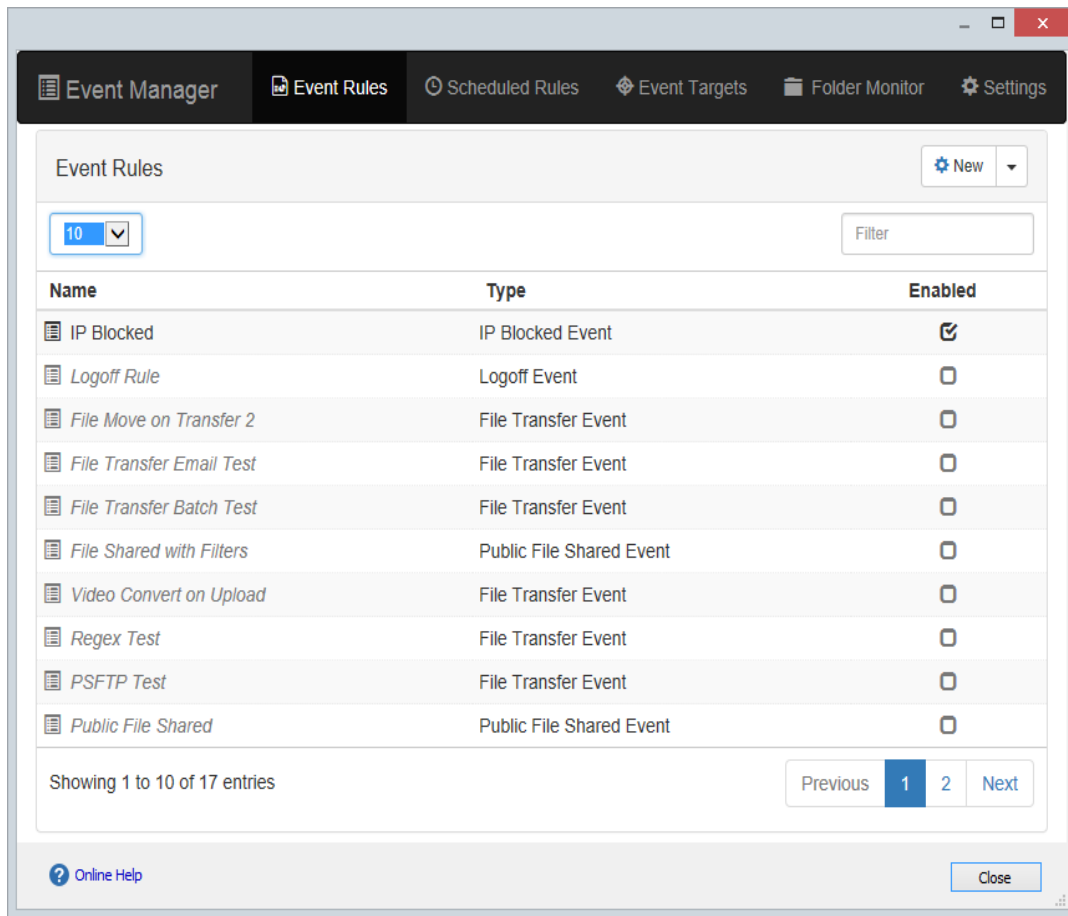 Event Manager Event Rules Scheduled Rules Event Targets Folder Monitor Settings
Event Rules New
10 Filter
Name Type Enabled
IP Blocked IP Blocked Event
Logoff Rule Logoff Event
File Move on Transfer 2 File Transfer Event
File Transfer Email Test File Transfer Event
File Transfer Batch Test File Transfer Event
File Shared with Filters Public File Shared Event
Video Convert on Upload File Transfer Event
Regex Test File Transfer Event
PSFTP Test File Transfer Event
Public File Shared Public File Shared Event
Showing 1 to 10 of 17 entries Previous 1 2 Next
Online Help Close